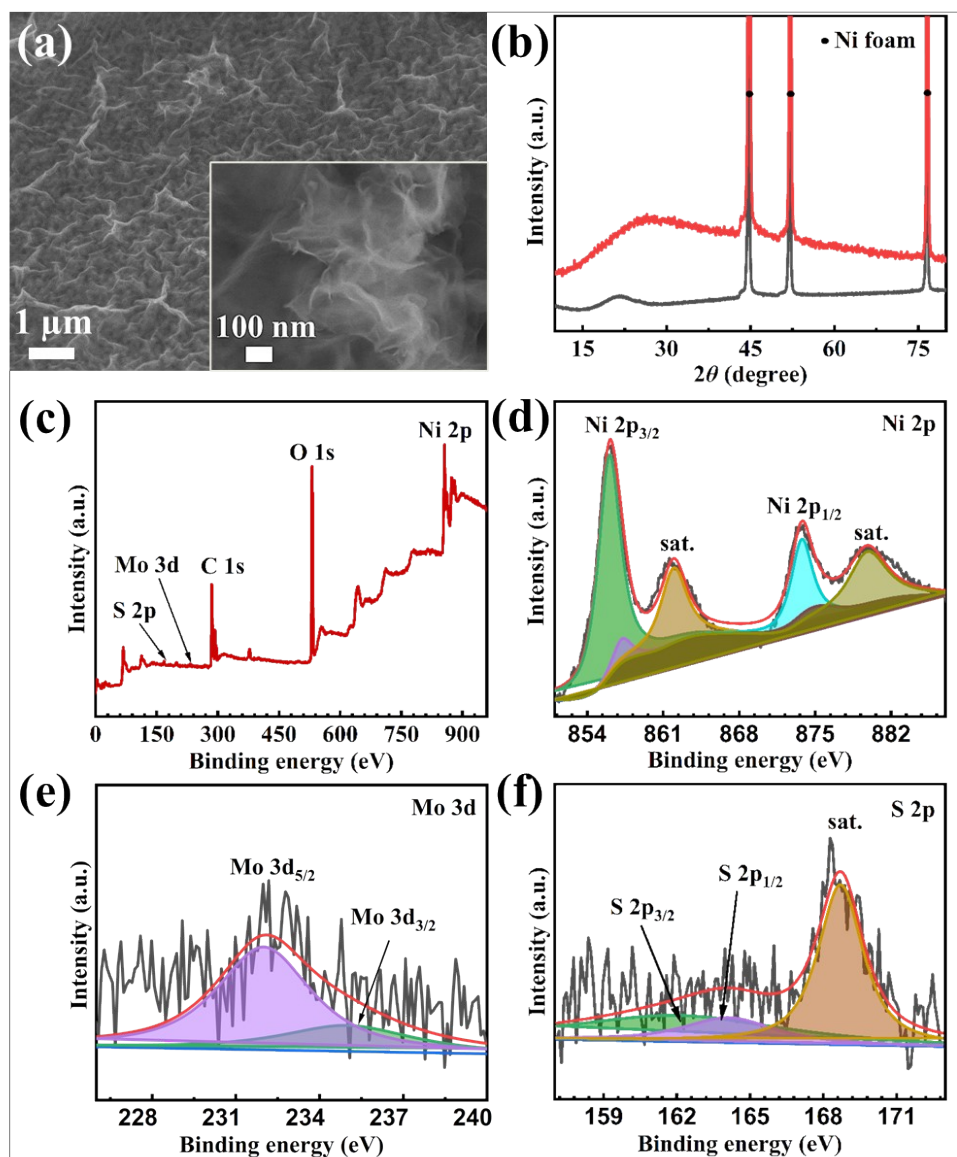 (a)
1 µm
100 nm
(b)
• Ni foam
Intensity (a.u.)
15 30 45 60 75
2θ (degree)
(c)
Ni 2p
O 1s
Mo 3d
C 1s
S 2p
Intensity (a.u.)
0 150 300 450 600 750 900
Binding energy (eV)
(d)
Ni 2p
Ni 2p3/2
Ni 2p1/2
sat.
sat.
Intensity (a.u.)
854 861 868 875 882
Binding energy (eV)
(e)
Mo 3d
Mo 3d5/2
Mo 3d3/2
Intensity (a.u.)
228 231 234 237 240
Binding energy (eV)
(f)
S 2p
sat.
S 2p1/2
S 2p3/2
Intensity (a.u.)
159 162 165 168 171
Binding energy (eV)